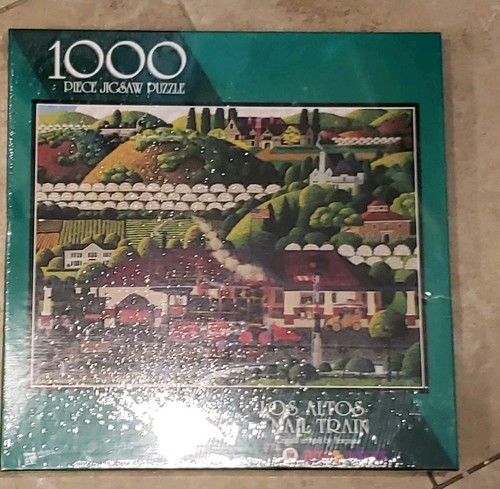 1000
PIECE JIGSAW PUZZLE
LOS ALTOS
MAIL TRAIN